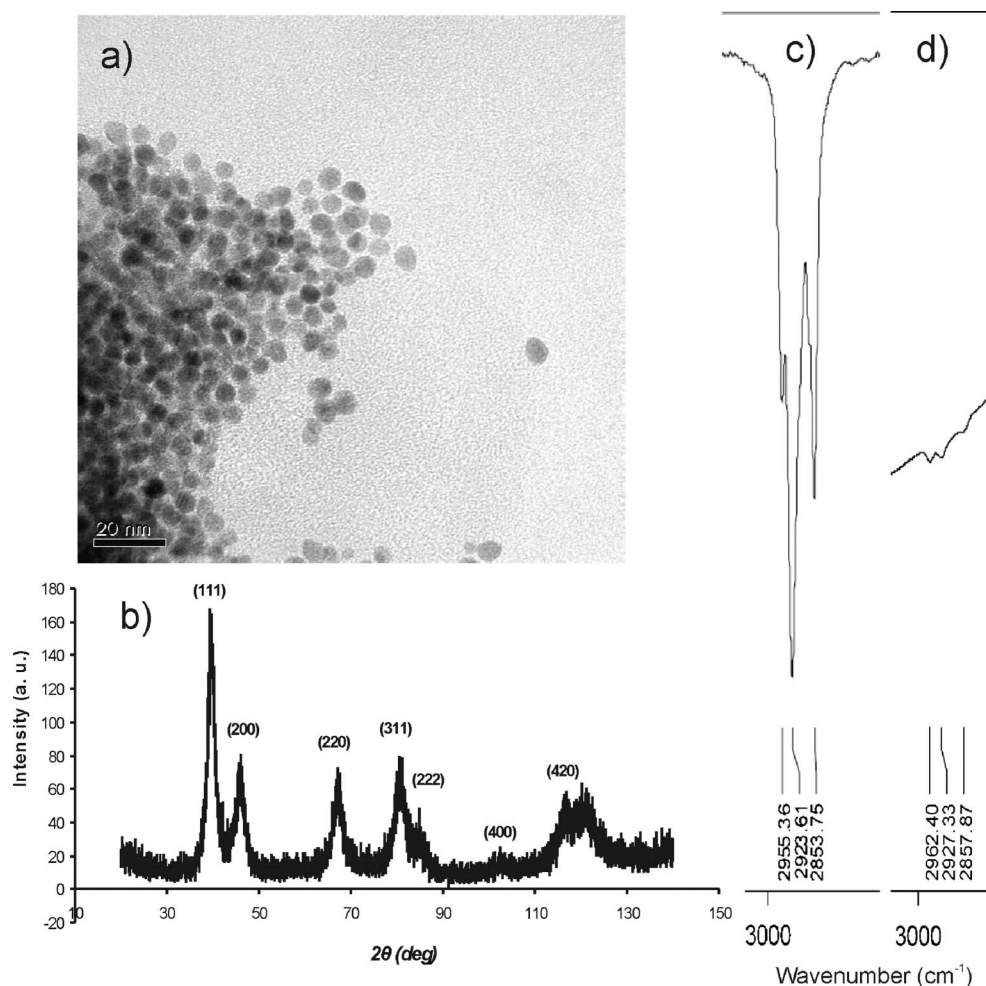 a)
20 nm
b)
Intensity (a. u.)
180
160
140
120
100
80
60
40
20
0
-20
(111)
(200)
(220)
(311)
(222)
(400)
(420)
10 30 50 70 90 110 130 150
2θ (deg)
c)
2955.36
2923.61
2853.75
3000
d)
2962.40
2927.33
2857.87
3000
Wavenumber (cm⁻¹)